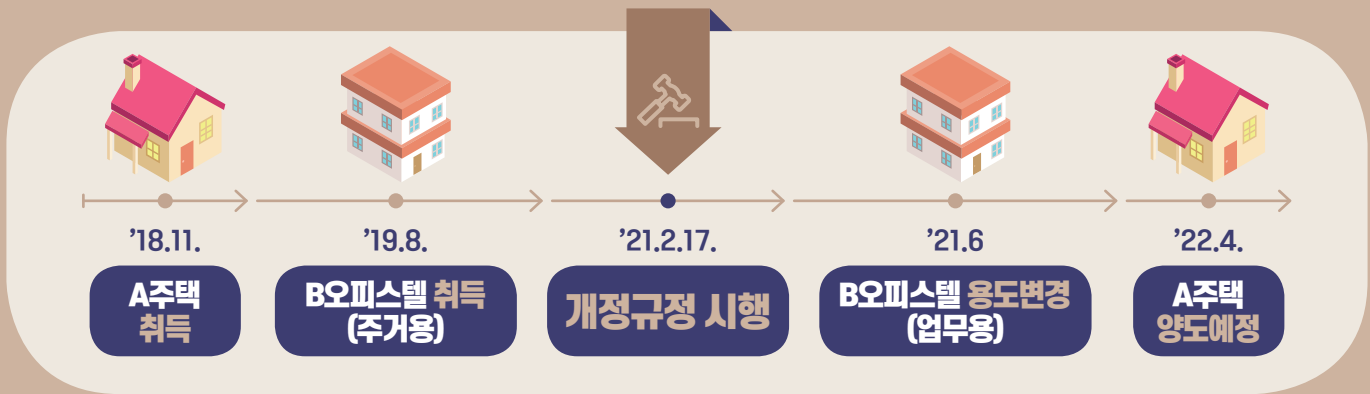 ’18.11.
A주택
취득
’19.8.
B오피스텔 취득
(주거용)
’21.2.17.
개정규정 시행
’21.6
B오피스텔 용도변경
(업무용)
’22.4.
A주택
양도예정